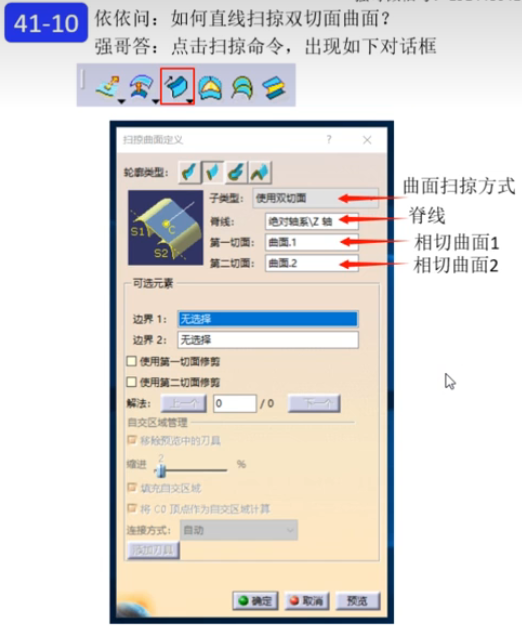 41-10
依依问：如何直线扫掠双切面曲面？
强哥答：点击扫掠命令，出现如下对话框
扫掠曲面定义 ? ×
轮廓类型：
子类型： 使用双切面
曲面扫掠方式
脊线： 绝对轴系\Z 轴
脊线
第一切面： 曲面.1
相切曲面1
第二切面： 曲面.2
相切曲面2
S1 C
S2
可选元素
边界 1： 无选择
边界 2： 无选择
使用第一切面修剪
使用第二切面修剪
解法： 上一个 0 / 0 下一个
自交区域管理
移除预览中的刀具
缩进 2 %
填充自交区域
将 C0 顶点作为自交区域计算
连接方式： 自动
添加刀具
确定 取消 预览